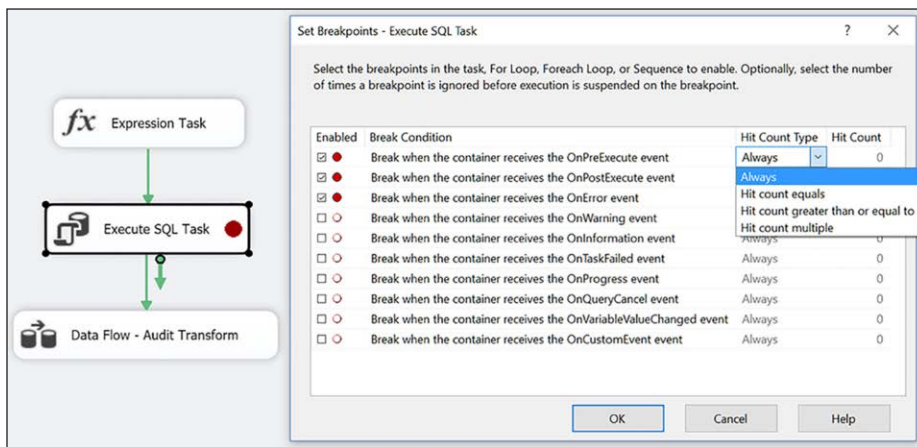 fx Expression Task
Execute SQL Task
Data Flow - Audit Transform
Set Breakpoints - Execute SQL Task ? ×
Select the breakpoints in the task, For Loop, Foreach Loop, or Sequence to enable. Optionally, select the number
of times a breakpoint is ignored before execution is suspended on the breakpoint.
Enabled Break Condition Hit Count Type Hit Count
Break when the container receives the OnPreExecute event Always 0
Break when the container receives the OnPostExecute event
Break when the container receives the OnError event
Break when the container receives the OnWarning event
Break when the container receives the OnInformation event
Always
Hit count equals
Hit count greater than or equal to
Hit count multiple
Break when the container receives the OnTaskFailed event Always 0
Break when the container receives the OnProgress event Always 0
Break when the container receives the OnQueryCancel event Always 0
Break when the container receives the OnVariableValueChanged event Always 0
Break when the container receives the OnCustomEvent event Always 0
OK Cancel Help